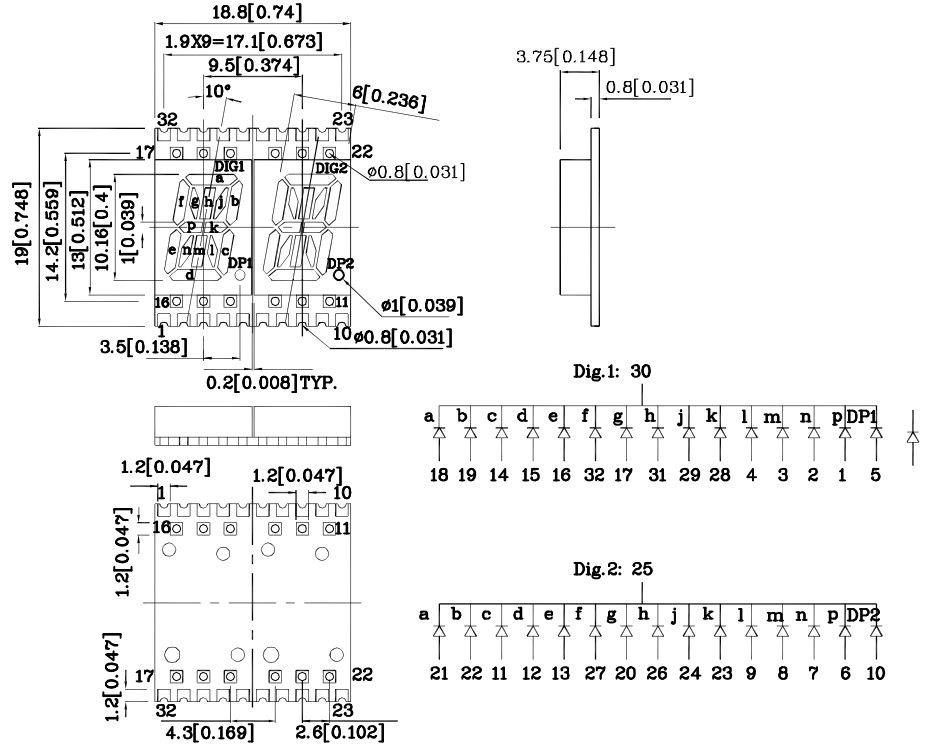 18.8[0.74]
1.9X9=17.1[0.673]
9.5[0.374]
10°
6[0.236]
3.75[0.148]
0.8[0.031]
32
23
17
22
DIG1
DIG2
ø0.8[0.031]
a
f g h j b
p k
e n m l c
d
DP1
DP2
19[0.748]
14.2[0.559]
13[0.512]
10.16[0.4]
1[0.039]
16
11
ø1[0.039]
1
10
ø0.8[0.031]
3.5[0.138]
0.2[0.008]TYP.
Dig.1: 30
a b c d e f g h j k l m n p DP1
18 19 14 15 16 32 17 31 29 28 4 3 2 1 5
1.2[0.047]
1.2[0.047]
1
10
16
11
1.2[0.047]
1.2[0.047]
17
22
32
23
4.3[0.169]
2.6[0.102]
Dig.2: 25
a b c d e f g h j k l m n p DP2
21 22 11 12 13 27 20 26 24 23 9 8 7 6 10